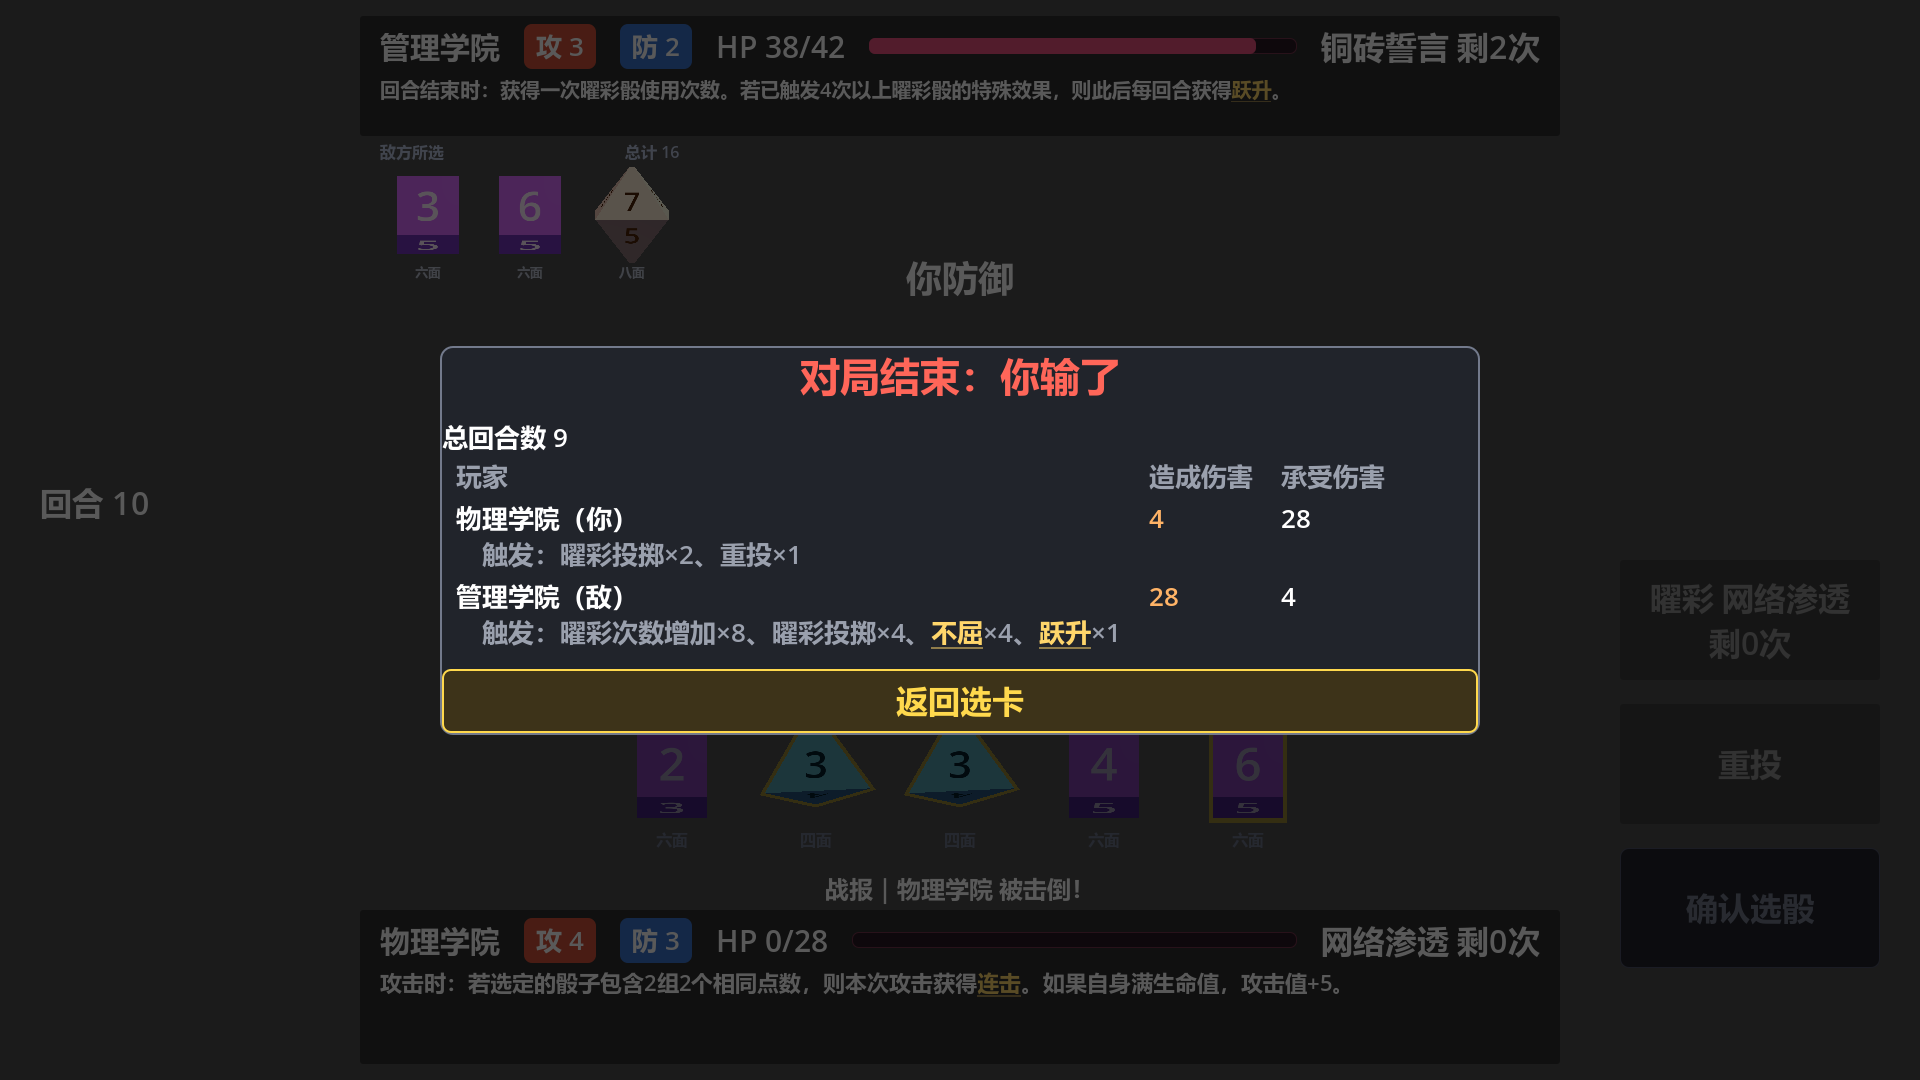 管理学院 攻 3 防 2 HP 38/42 铜砖誓言 剩2次
回合结束时：获得一次曜彩骰使用次数。若已触发4次以上曜彩骰的特殊效果，则此后每回合获得跃升。
敌方所选 总计 16
3 6 7
5 5 5
六面 六面 八面
你防御
对局结束：你输了
总回合数 9
玩家 造成伤害 承受伤害
物理学院（你） 4 28
触发：曜彩投掷×2、重投×1
管理学院（敌） 28 4
触发：曜彩次数增加×8、曜彩投掷×4、不屈×4、跃升×1
返回选卡
回合 10
曜彩 网络渗透
剩0次
重投
确认选骰
2 3 3 4 6
3 5 5
六面 四面 四面 六面 六面
战报｜物理学院 被击倒！
物理学院 攻 4 防 3 HP 0/28 网络渗透 剩0次
攻击时：若选定的骰子包含2组2个相同点数，则本次攻击获得连击。如果自身满生命值，攻击值+5。